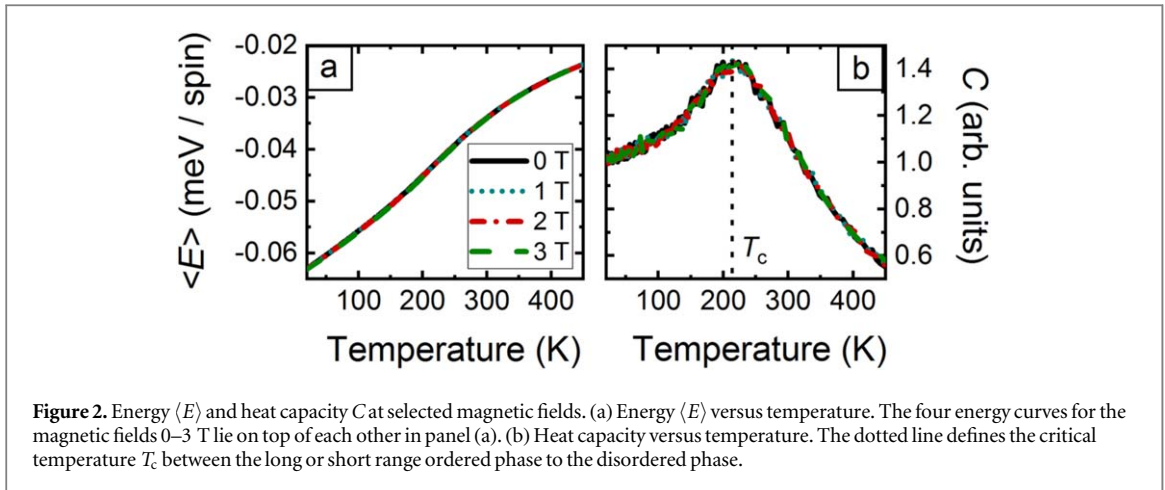 a
<E> (meV / spin)
-0.02
-0.03
-0.04
-0.05
-0.06
0 T
1 T
2 T
3 T
100 200 300 400
Temperature (K)
b
C (arb. units)
1.4
1.2
1.0
0.8
0.6
Tc
100 200 300 400
Temperature (K)
Figure 2. Energy ⟨E⟩ and heat capacity C at selected magnetic fields. (a) Energy ⟨E⟩ versus temperature. The four energy curves for the
magnetic fields 0–3 T lie on top of each other in panel (a). (b) Heat capacity versus temperature. The dotted line defines the critical
temperature Tc between the long or short range ordered phase to the disordered phase.